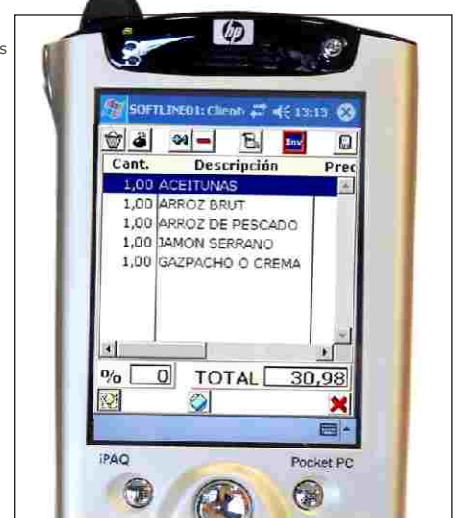 s
hp
SOFTLINE01: Client 13:13
Inv
Cant. Descripción Prec
1,00 ACEITUNAS
1,00 ARROZ BRUT
1,00 ARROZ DE PESCADO
1,00 JAMON SERRANO
1,00 GAZPACHO O CREMA
% 0 TOTAL 30,98
iPAQ Pocket PC